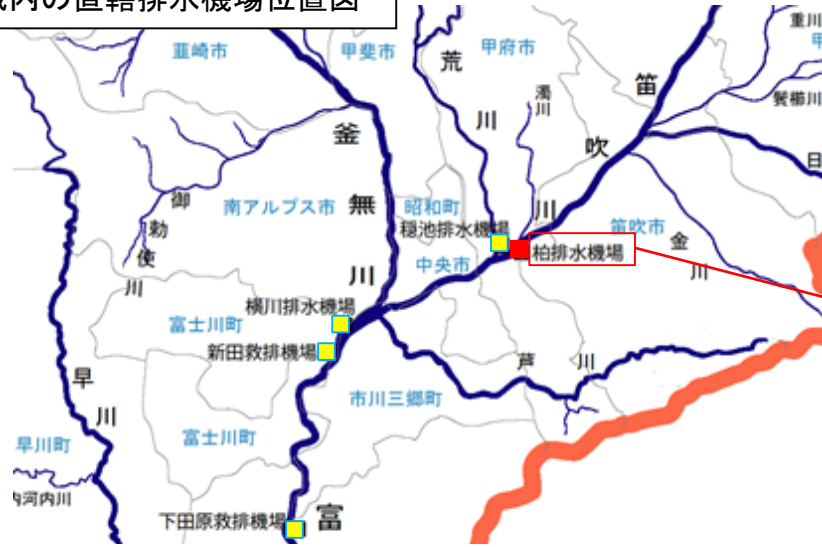 内の直轄排水機場位置図
韮崎市
甲斐市
荒川
甲府市
濁川
笛吹川
重川
甲
鬢櫛川
日
釜無川
御勅使川
南アルプス市
昭和町
穏池排水機場
中央市
柏排水機場
笛吹市
金川
横川排水機場
富士川町
新田救排機場
早川
芦川
市川三郷町
早川町
富士川町
内河内川
下田原救排機場
富